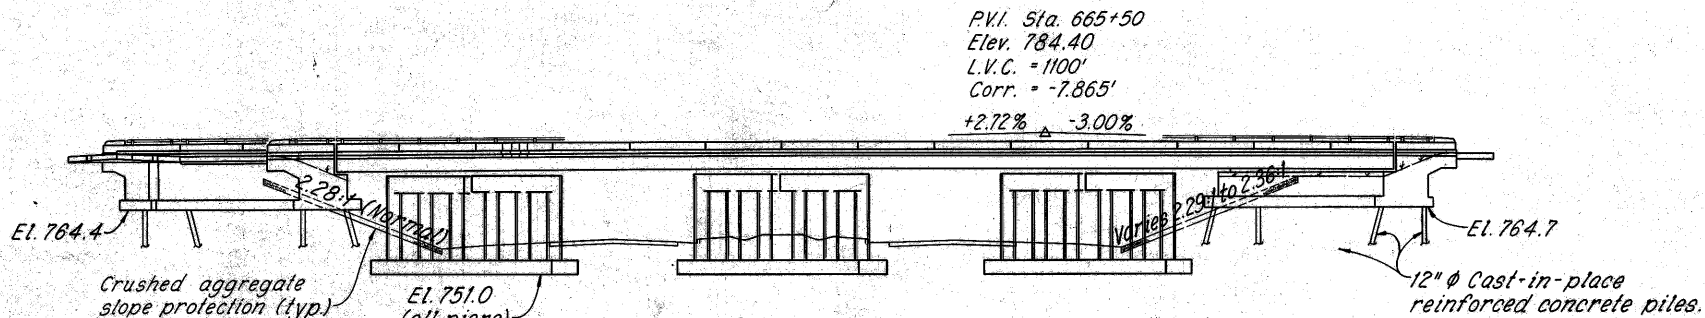 P.V.I. Sta. 665+50
Elev. 784.40
L.V.C. = 1100'
Corr. = -7.865'
+2.72% -3.00%
2.28:1 (Normal)
Varies 2.29:1 to 2.36:1
El. 764.4
El. 764.7
Crushed aggregate
slope protection (typ.)
El. 751.0
(all piers)
12" φ Cast-in-place
reinforced concrete piles.